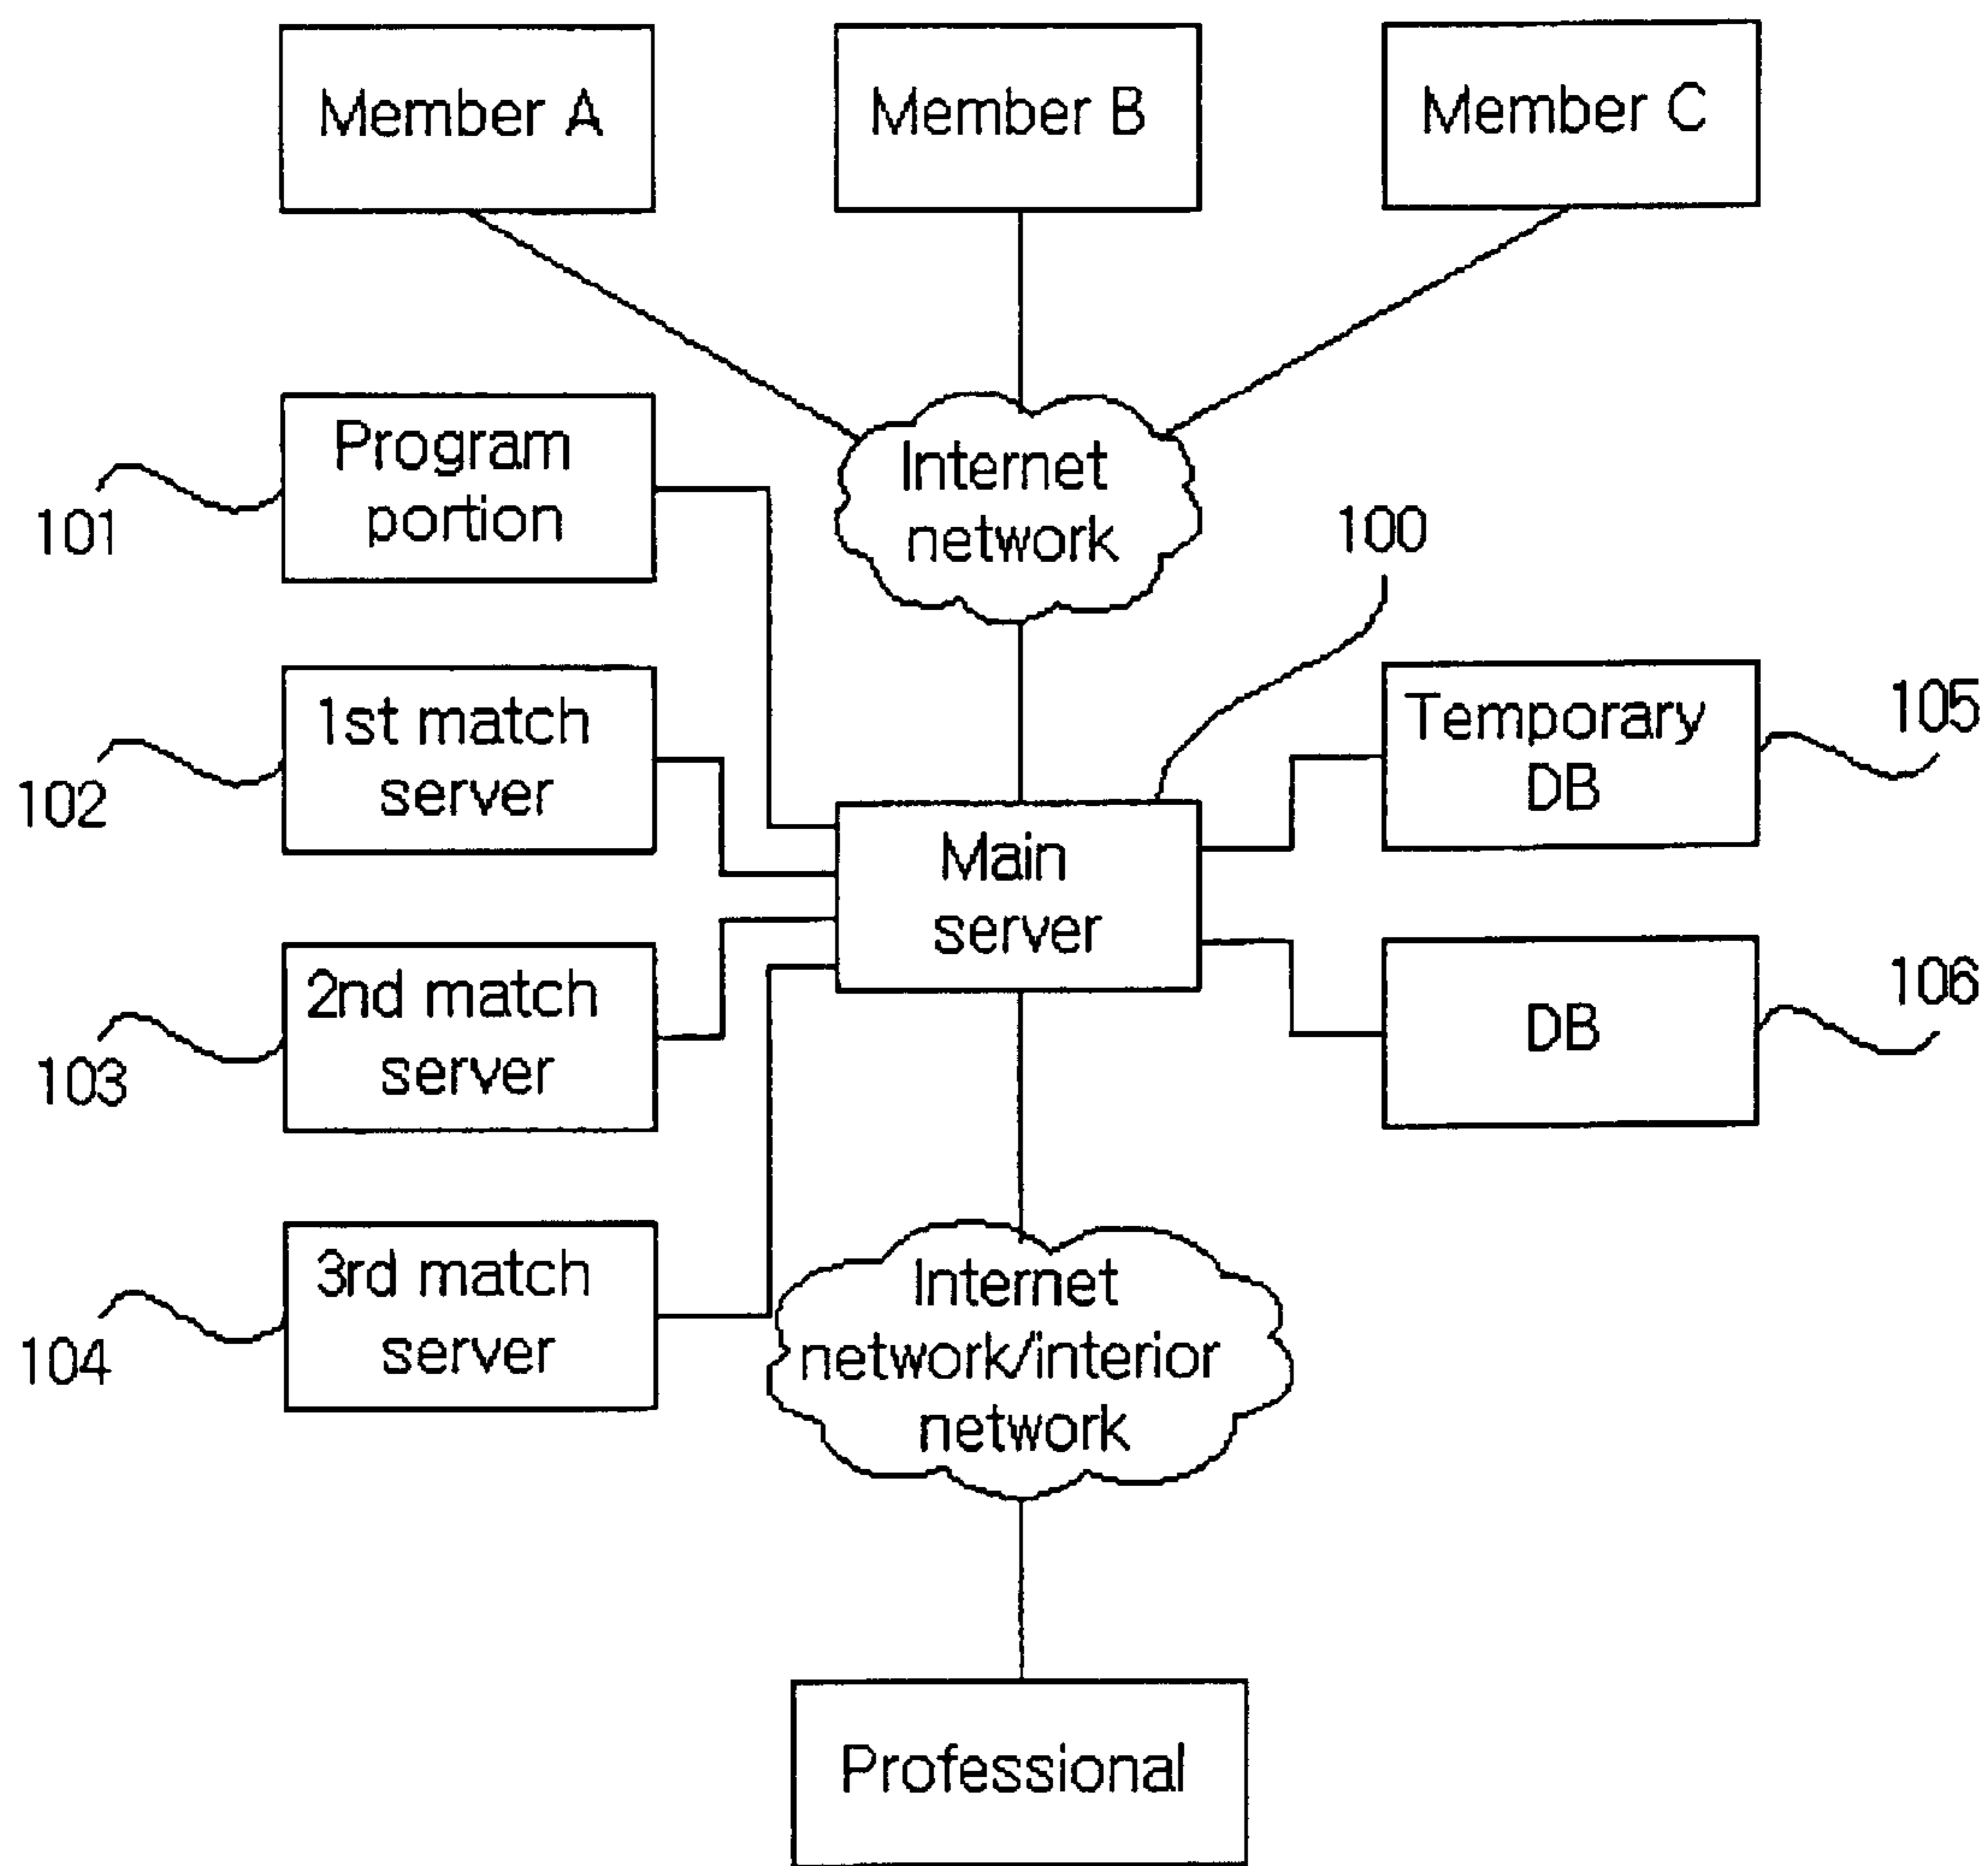 Member A
Member B
Member C
Program
portion
101
Internet
network
100
1st match
server
102
Temporary
DB
105
Main
server
2nd match
server
103
DB
106
3rd match
server
104
Internet
network/interior
network
Professional